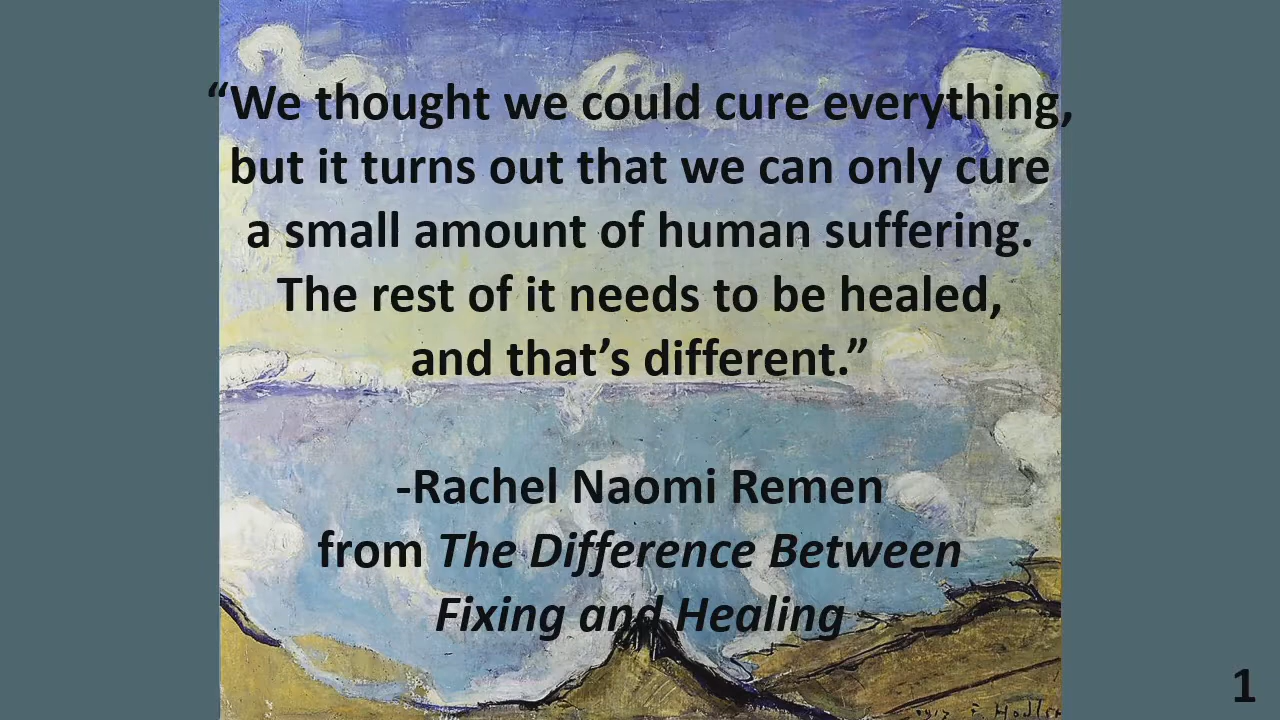 “We thought we could cure everything,
but it turns out that we can only cure
a small amount of human suffering.
The rest of it needs to be healed,
and that’s different.”
-Rachel Naomi Remen
from The Difference Between
Fixing and Healing
1917 F. Hodler
1